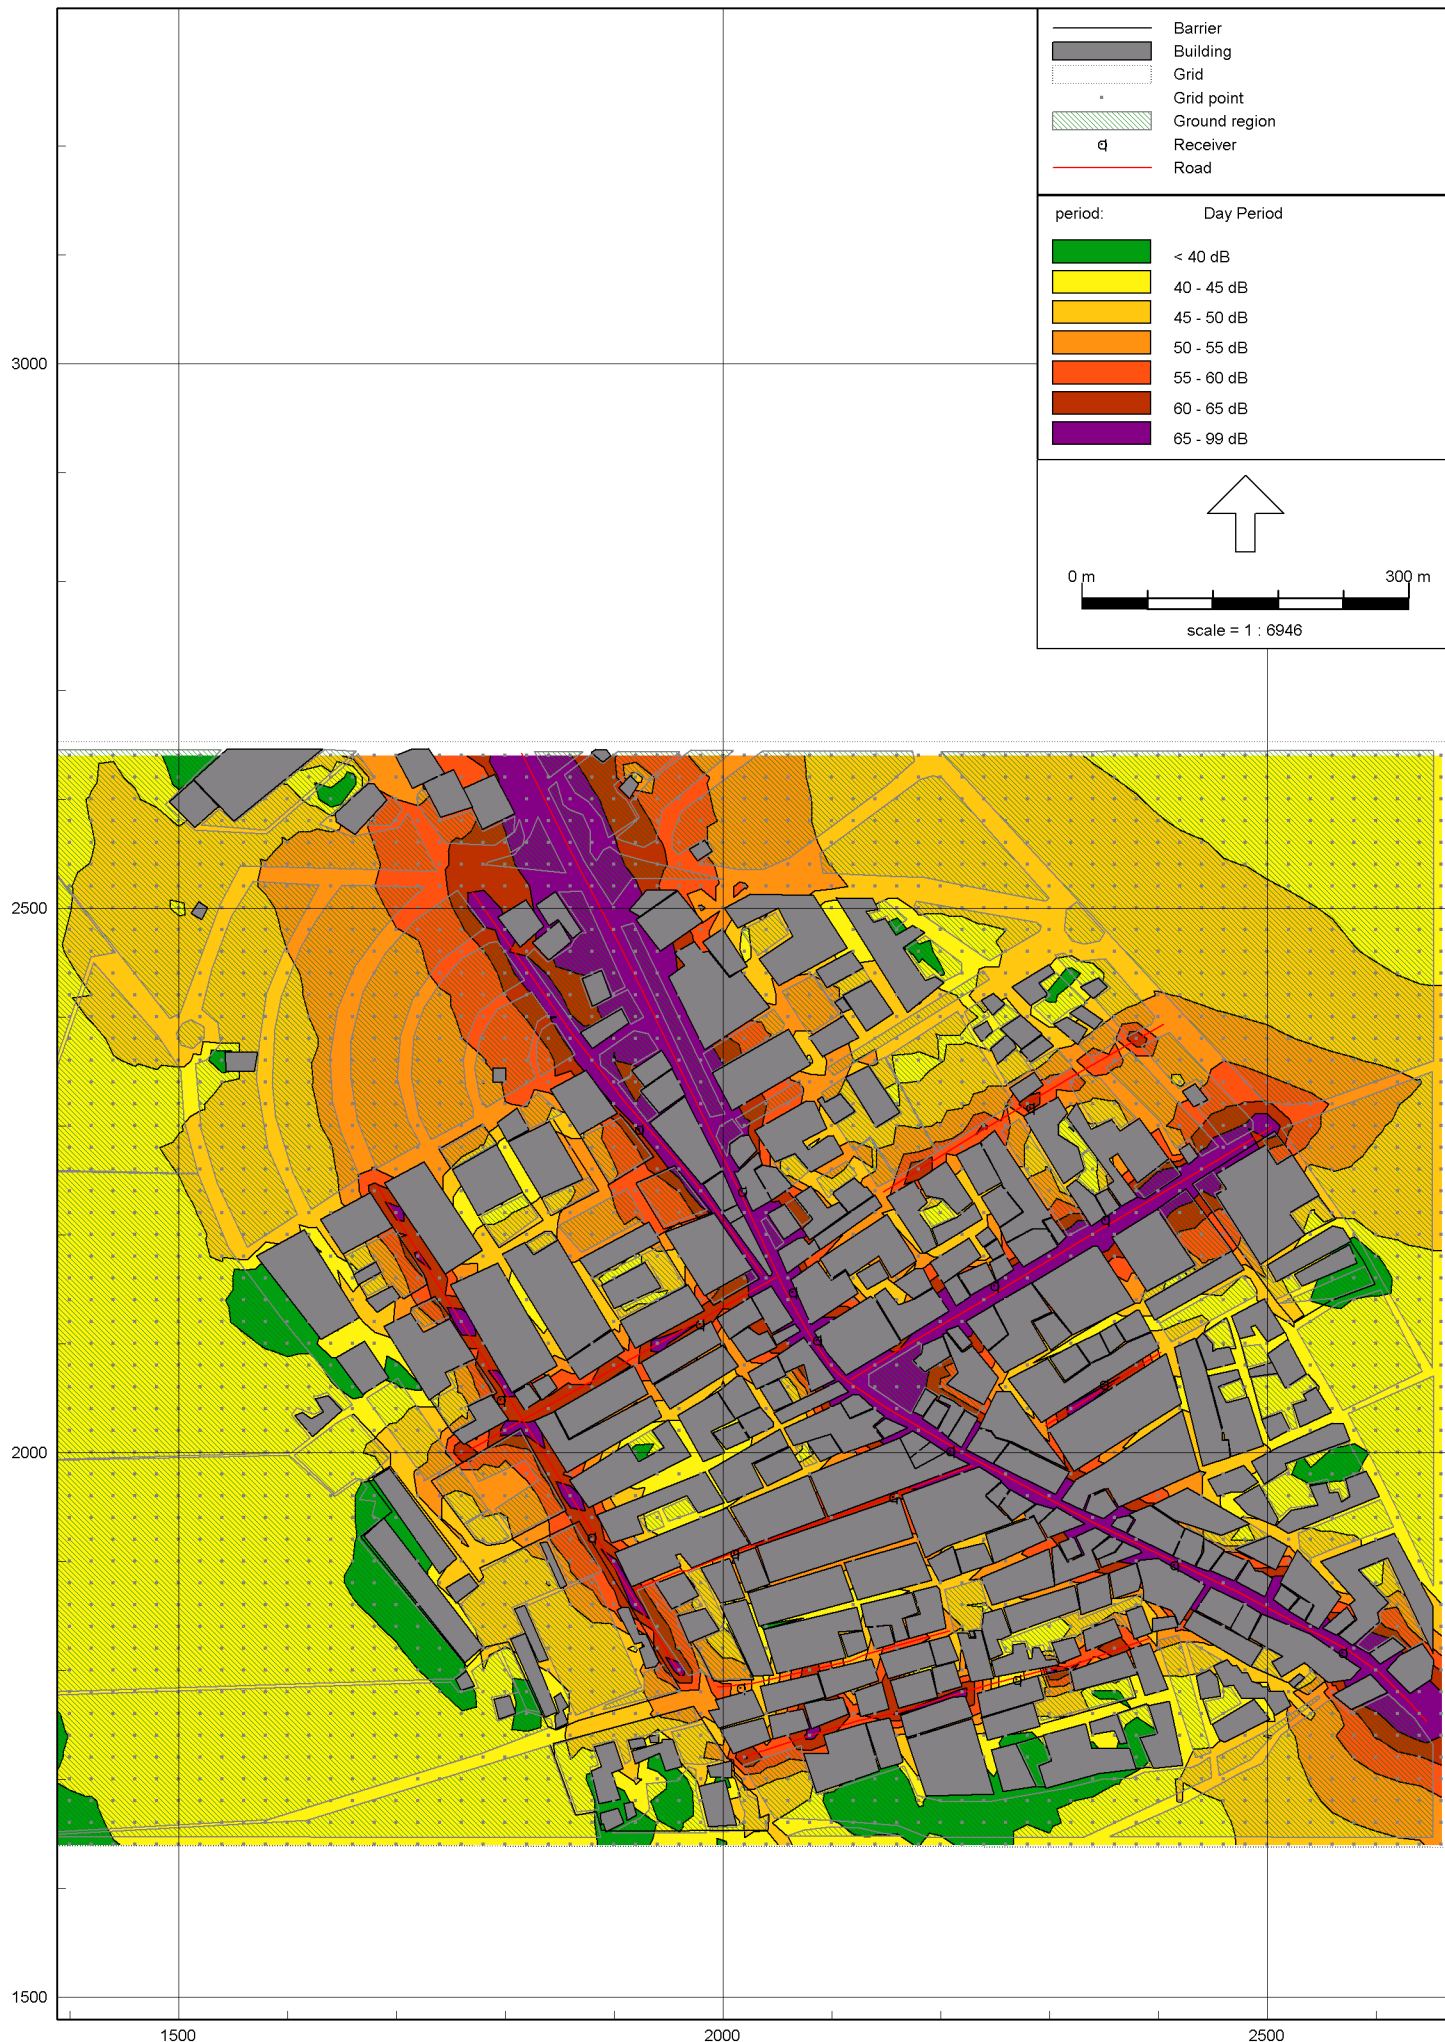 Barrier
Building
Grid
Grid point
Ground region
Receiver
Road
period: Day Period
< 40 dB
40 - 45 dB
45 - 50 dB
50 - 55 dB
55 - 60 dB
60 - 65 dB
65 - 99 dB
0 m 300 m
scale = 1 : 6946
3000
2500
2000
1500
1500 2000 2500